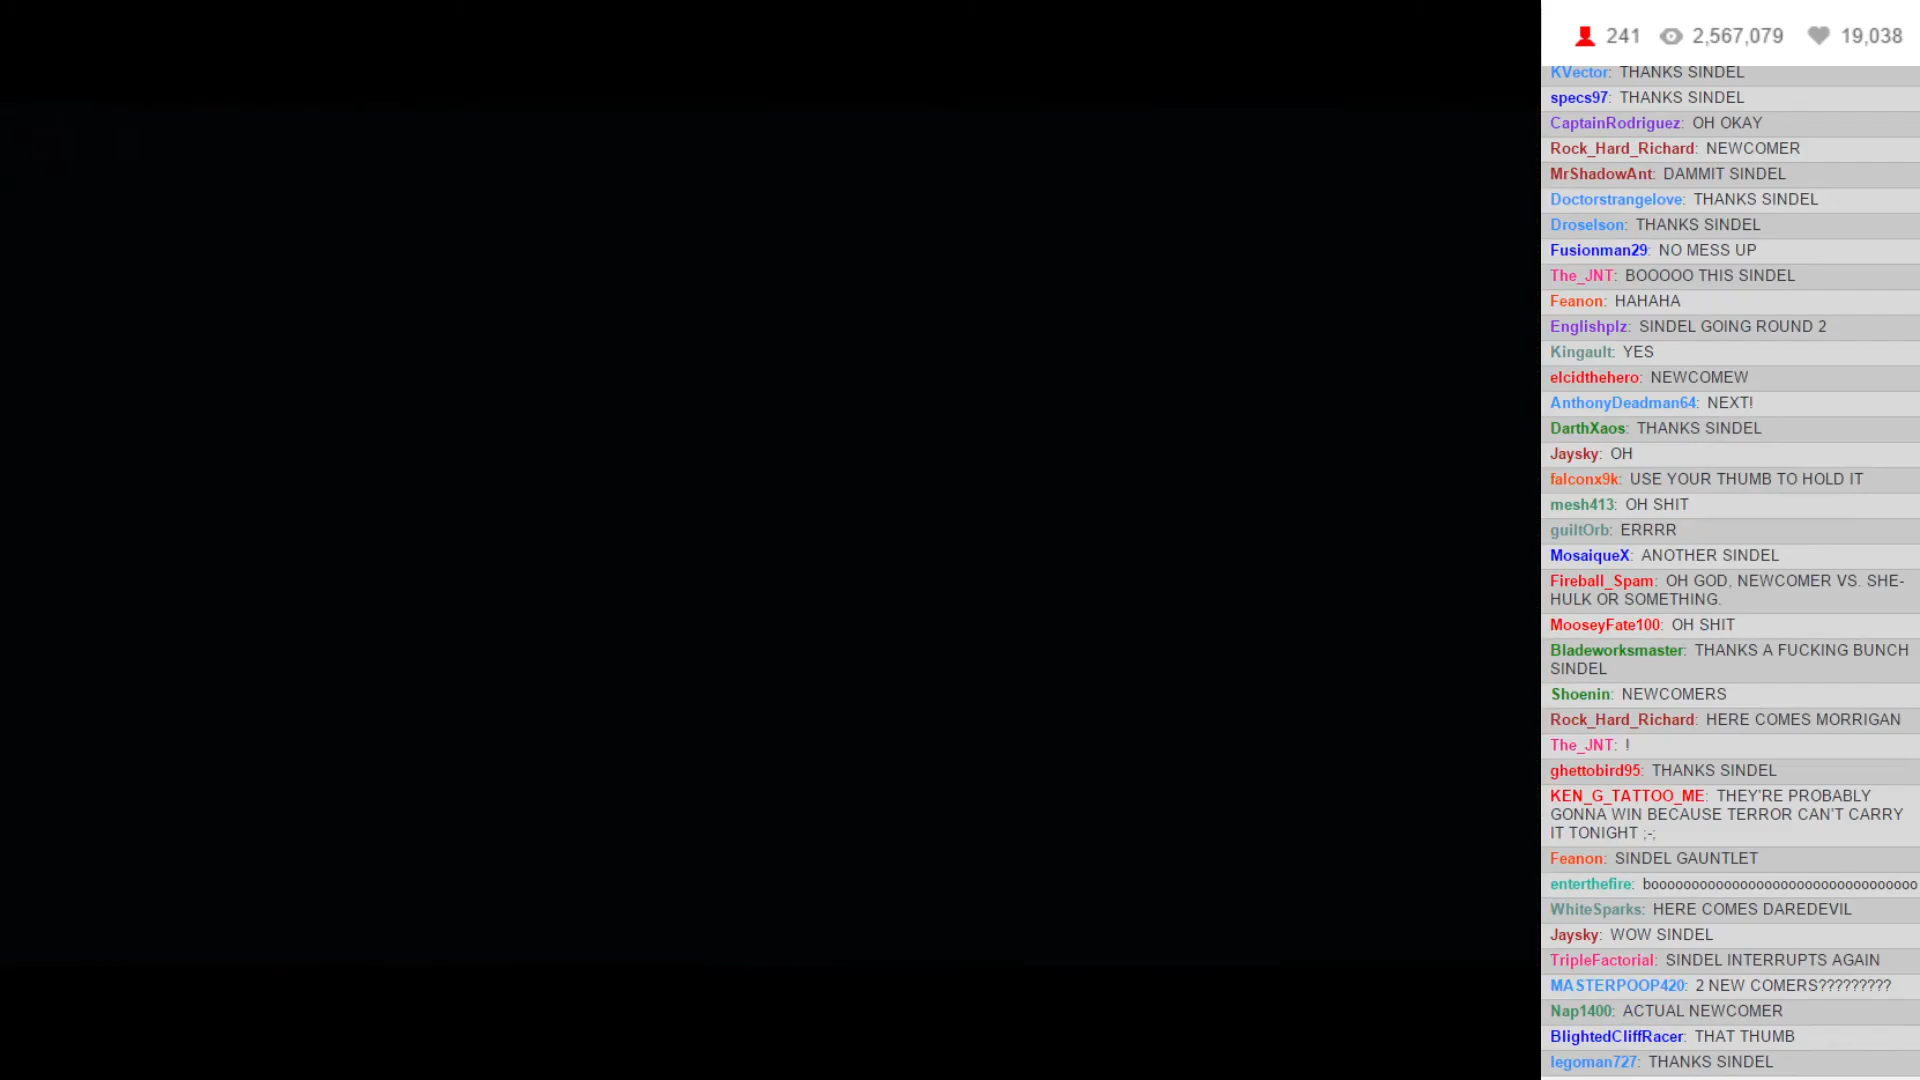 241 2,567,079 19,038
KVector: THANKS SINDEL
specs97: THANKS SINDEL
CaptainRodriguez: OH OKAY
Rock_Hard_Richard: NEWCOMER
MrShadowAnt: DAMMIT SINDEL
Doctorstrangelove: THANKS SINDEL
Droselson: THANKS SINDEL
Fusionman29: NO MESS UP
The_JNT: BOOOOO THIS SINDEL
Feanon: HAHAHA
Englishplz: SINDEL GOING ROUND 2
Kingault: YES
elcidthehero: NEWCOMEW
AnthonyDeadman64: NEXT!
DarthXaos: THANKS SINDEL
Jaysky: OH
falconx9k: USE YOUR THUMB TO HOLD IT
mesh413: OH SHIT
guiltOrb: ERRRR
MosaiqueX: ANOTHER SINDEL
Fireball_Spam: OH GOD, NEWCOMER VS. SHE-
HULK OR SOMETHING.
MooseyFate100: OH SHIT
Bladeworksmaster: THANKS A FUCKING BUNCH
SINDEL
Shoenin: NEWCOMERS
Rock_Hard_Richard: HERE COMES MORRIGAN
The_JNT: !
ghettobird95: THANKS SINDEL
KEN_G_TATTOO_ME: THEY'RE PROBABLY
GONNA WIN BECAUSE TERROR CAN'T CARRY
IT TONIGHT ;-;
Feanon: SINDEL GAUNTLET
enterthefire: booooooooooooooooooooooooooooooooo
WhiteSparks: HERE COMES DAREDEVIL
Jaysky: WOW SINDEL
TripleFactorial: SINDEL INTERRUPTS AGAIN
MASTERPOOP420: 2 NEW COMERS?????????
Nap1400: ACTUAL NEWCOMER
BlightedCliffRacer: THAT THUMB
legoman727: THANKS SINDEL